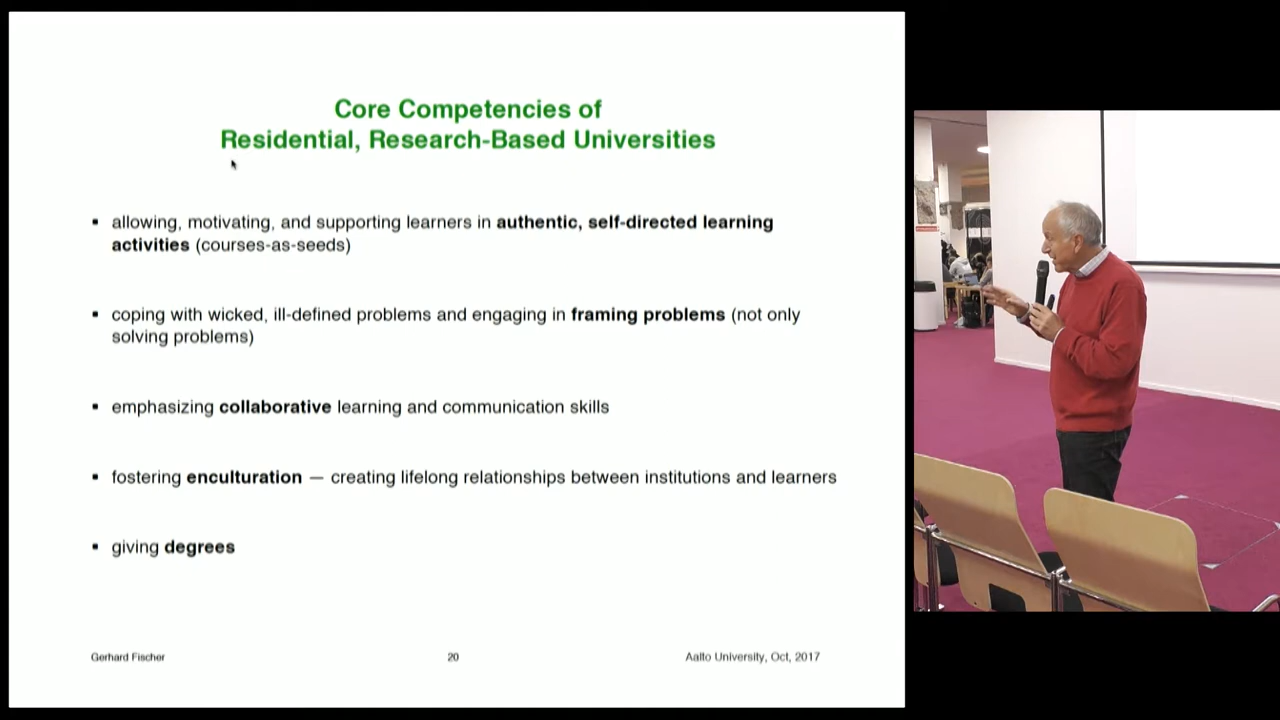 Core Competencies of
Residential, Research-Based Universities
▪ allowing, motivating, and supporting learners in authentic, self-directed learning
activities (courses-as-seeds)
▪ coping with wicked, ill-defined problems and engaging in framing problems (not only
solving problems)
▪ emphasizing collaborative learning and communication skills
▪ fostering enculturation — creating lifelong relationships between institutions and learners
▪ giving degrees
Gerhard Fischer
20
Aalto University, Oct, 2017